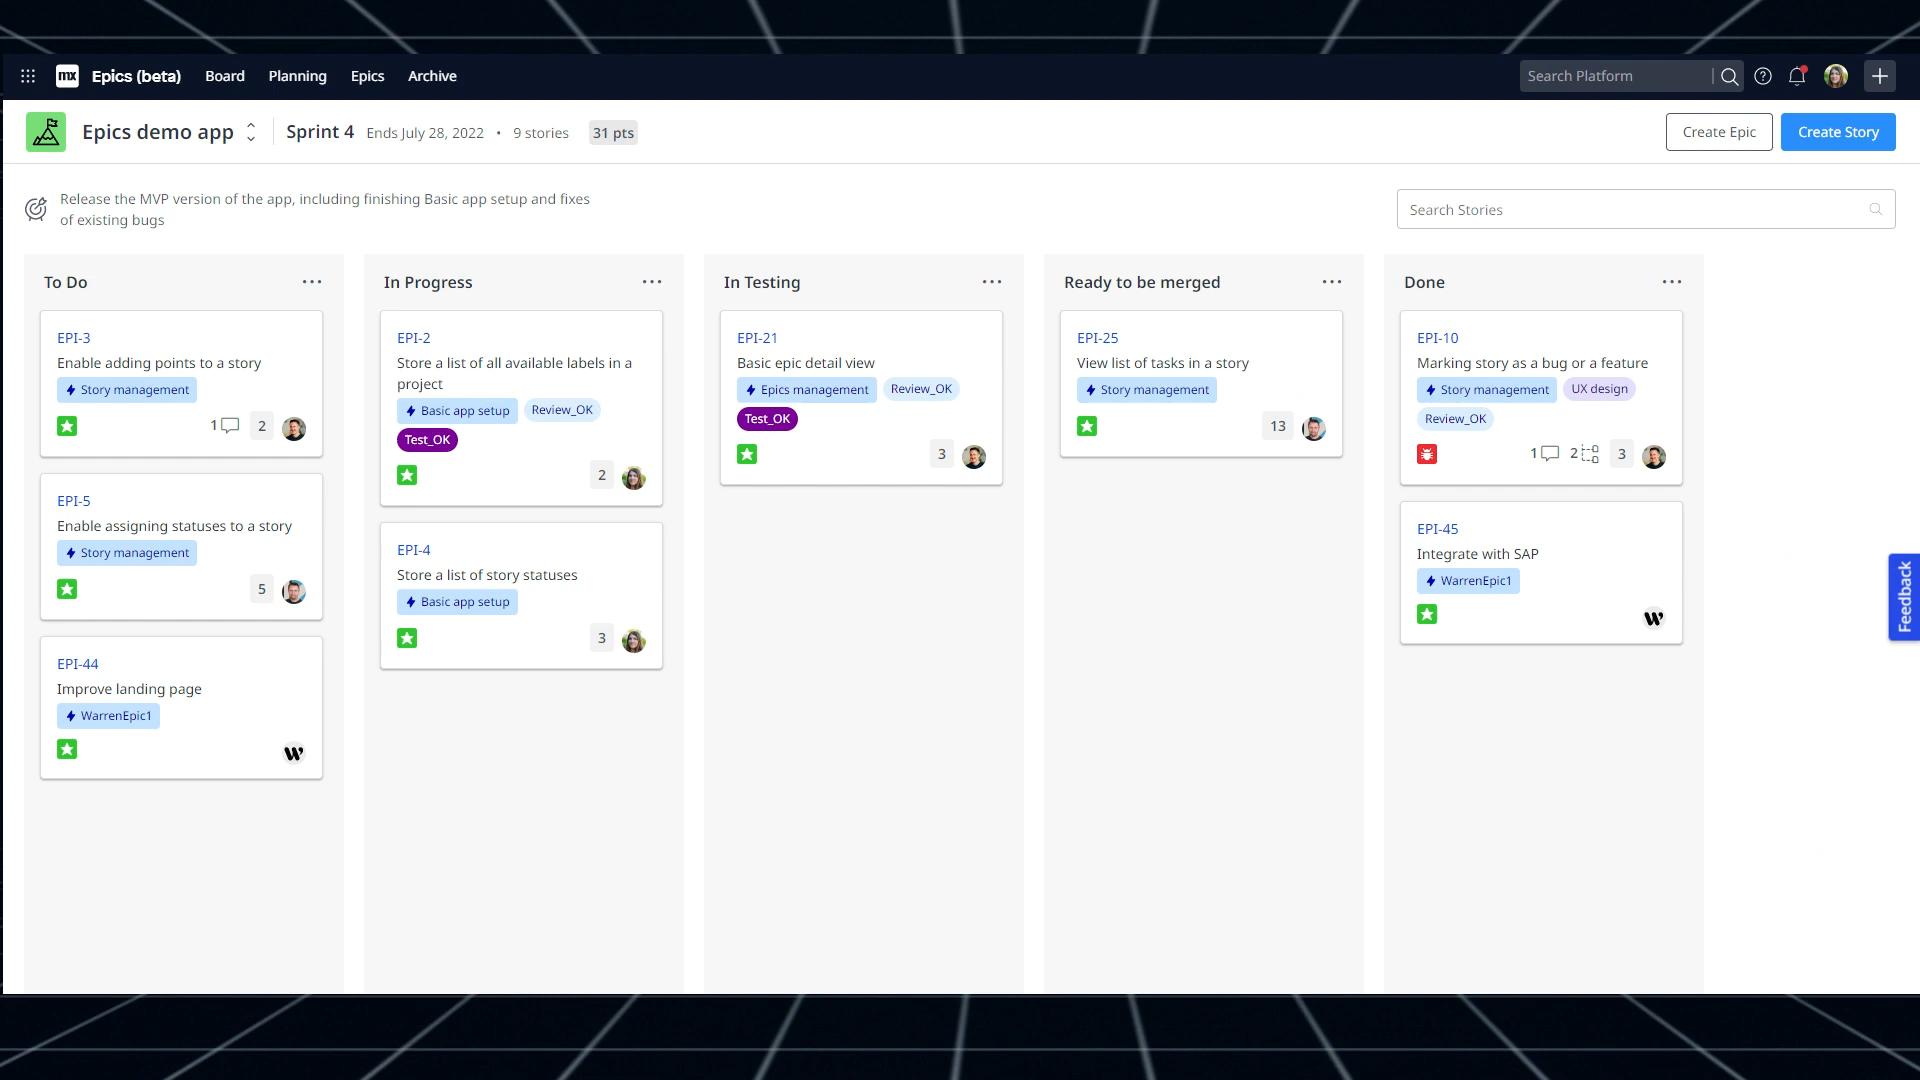 mx Epics (beta) Board Planning Epics Archive Search Platform
Epics demo app Sprint 4 Ends July 28, 2022 • 9 stories 31 pts Create Epic Create Story
Release the MVP version of the app, including finishing Basic app setup and fixes
of existing bugs
Search Stories
To Do
EPI-3
Enable adding points to a story
Story management
1 2
EPI-5
Enable assigning statuses to a story
Story management
5
EPI-44
Improve landing page
WarrenEpic1
W
In Progress
EPI-2
Store a list of all available labels in a
project
Basic app setup Review_OK
Test_OK
2
EPI-4
Store a list of story statuses
Basic app setup
3
In Testing
EPI-21
Basic epic detail view
Epics management Review_OK
Test_OK
3
Ready to be merged
EPI-25
View list of tasks in a story
Story management
13
Done
EPI-10
Marking story as a bug or a feature
Story management UX design
Review_OK
1 2 3
EPI-45
Integrate with SAP
WarrenEpic1
W
Feedback